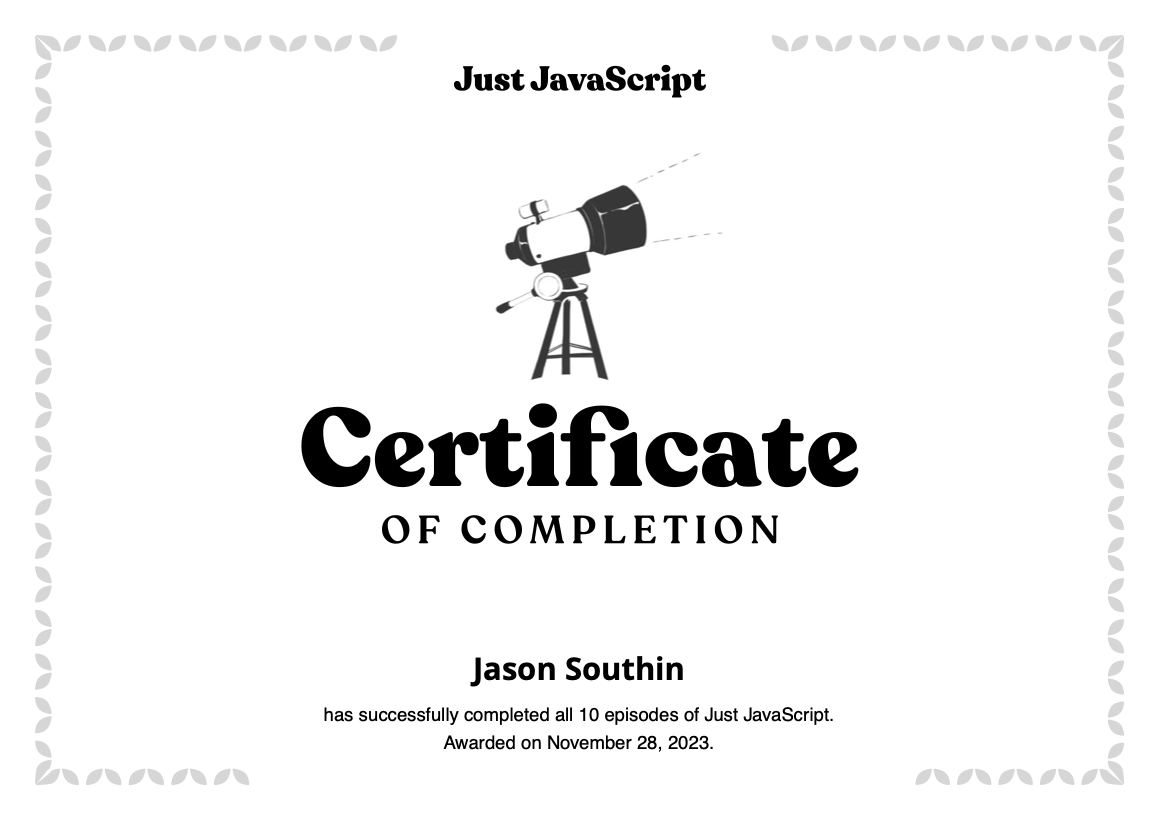 Just JavaScript
Certificate
OF COMPLETION
Jason Southin
has successfully completed all 10 episodes of Just JavaScript.
Awarded on November 28, 2023.